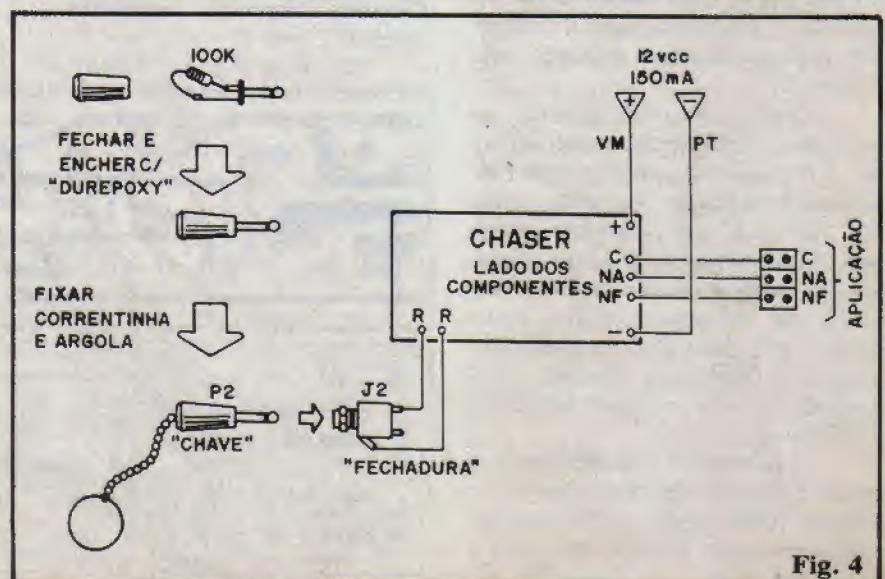 100K
FECHAR E
ENCHER C/
"DUREPOXY"
FIXAR
CORRENTINHA
E ARGOLA
P2
"CHAVE"
J2
"FECHADURA"
12vcc
150mA
+
−
VM
PT
CHASER
LADO DOS
COMPONENTES
+
C
NA
NF
−
R R
C
NA
NF
APLICAÇÃO
Fig. 4